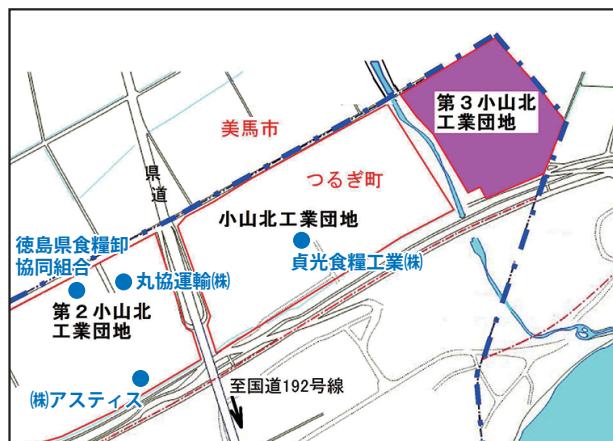 第3小山北
工業団地
美馬市
つるぎ町
県道
小山北工業団地
徳島県食糧卸
協同組合
貞光食糧工業㈱
丸協運輸㈱
第2小山北
工業団地
㈱アスティス
至国道192号線